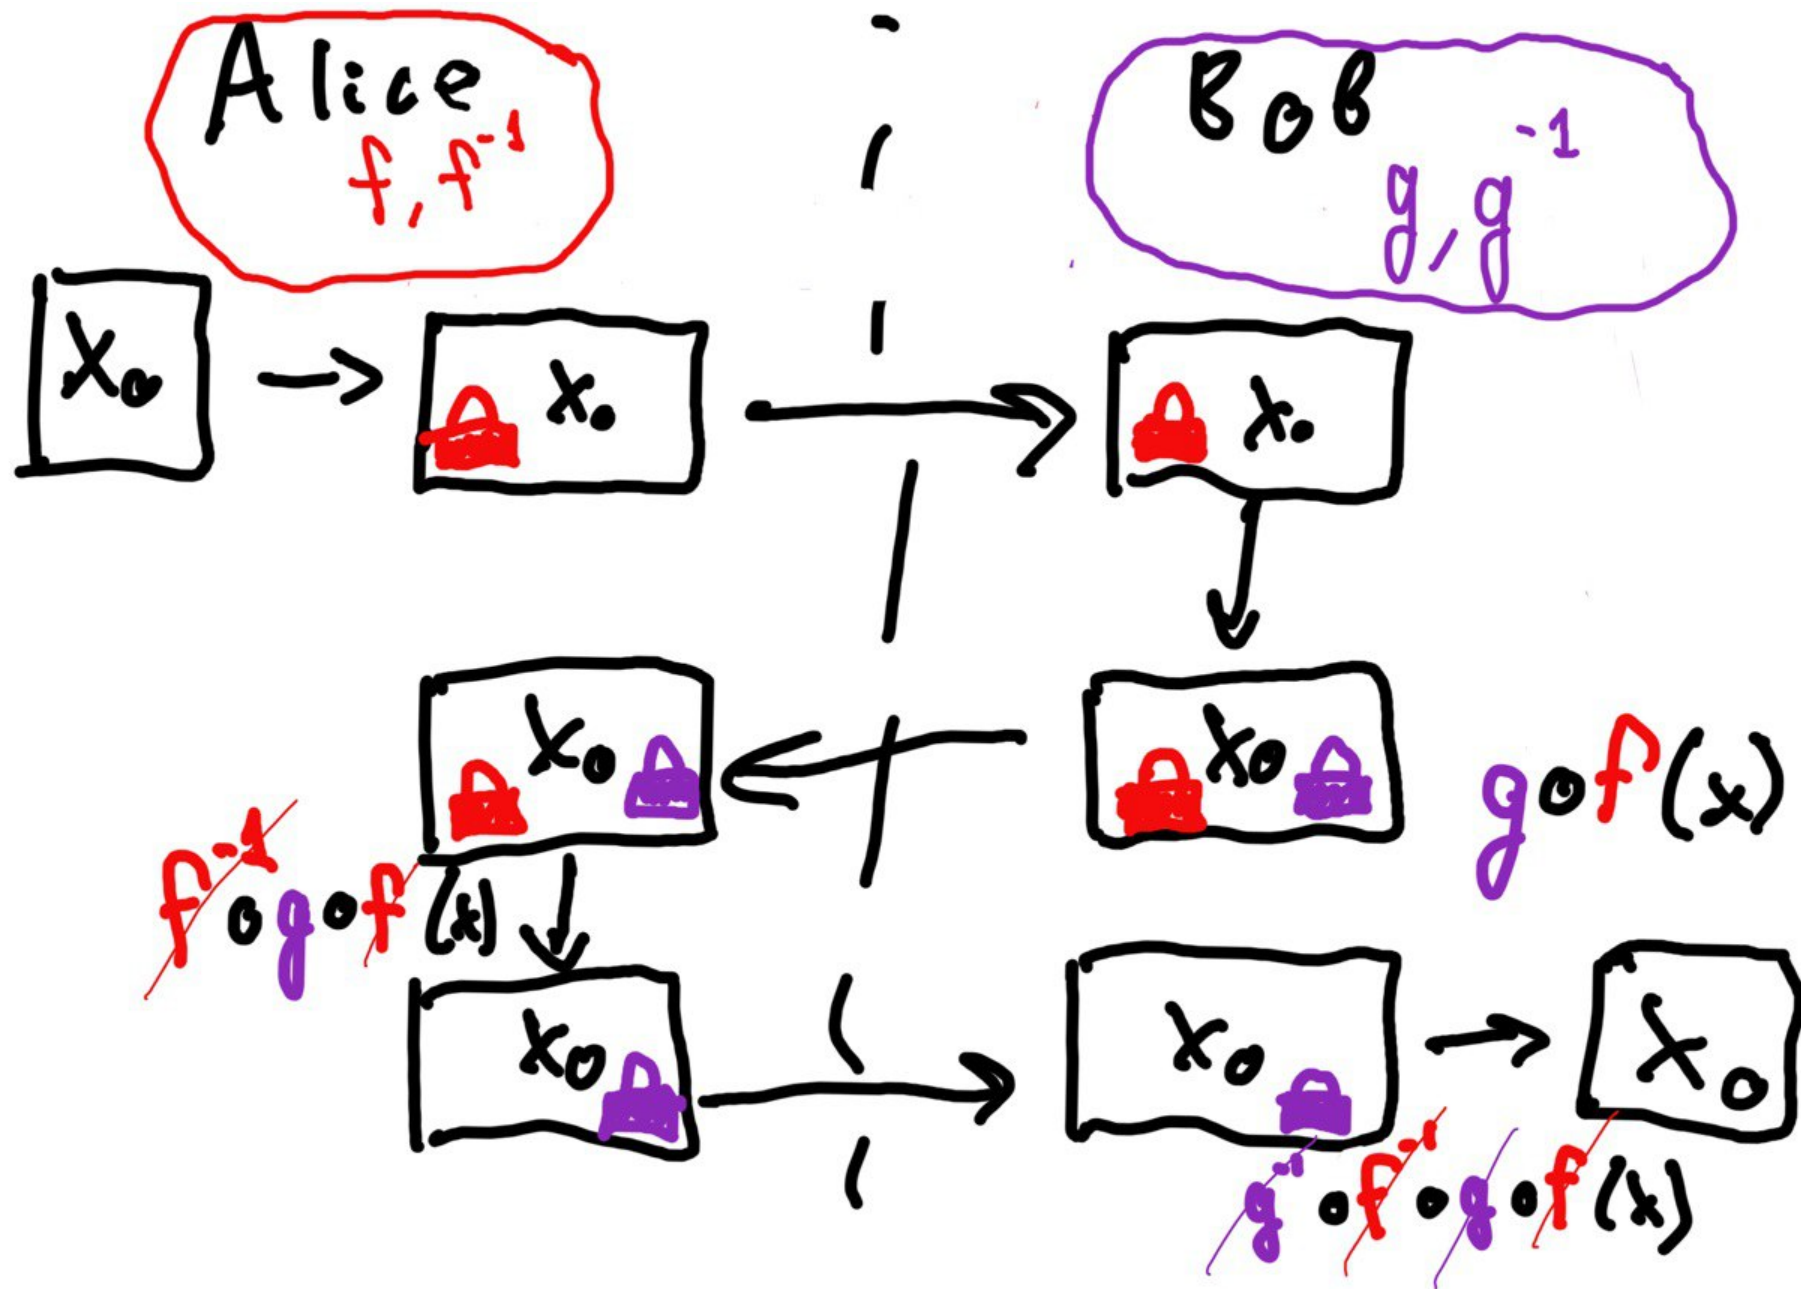 Alice
f, f⁻¹
Bob
g, g⁻¹
X₀
X₀
X₀
X₀
X₀
g∘f(x)
f⁻¹∘g∘f(x)
X₀
X₀
X₀
g⁻¹∘f⁻¹∘g∘f(x)